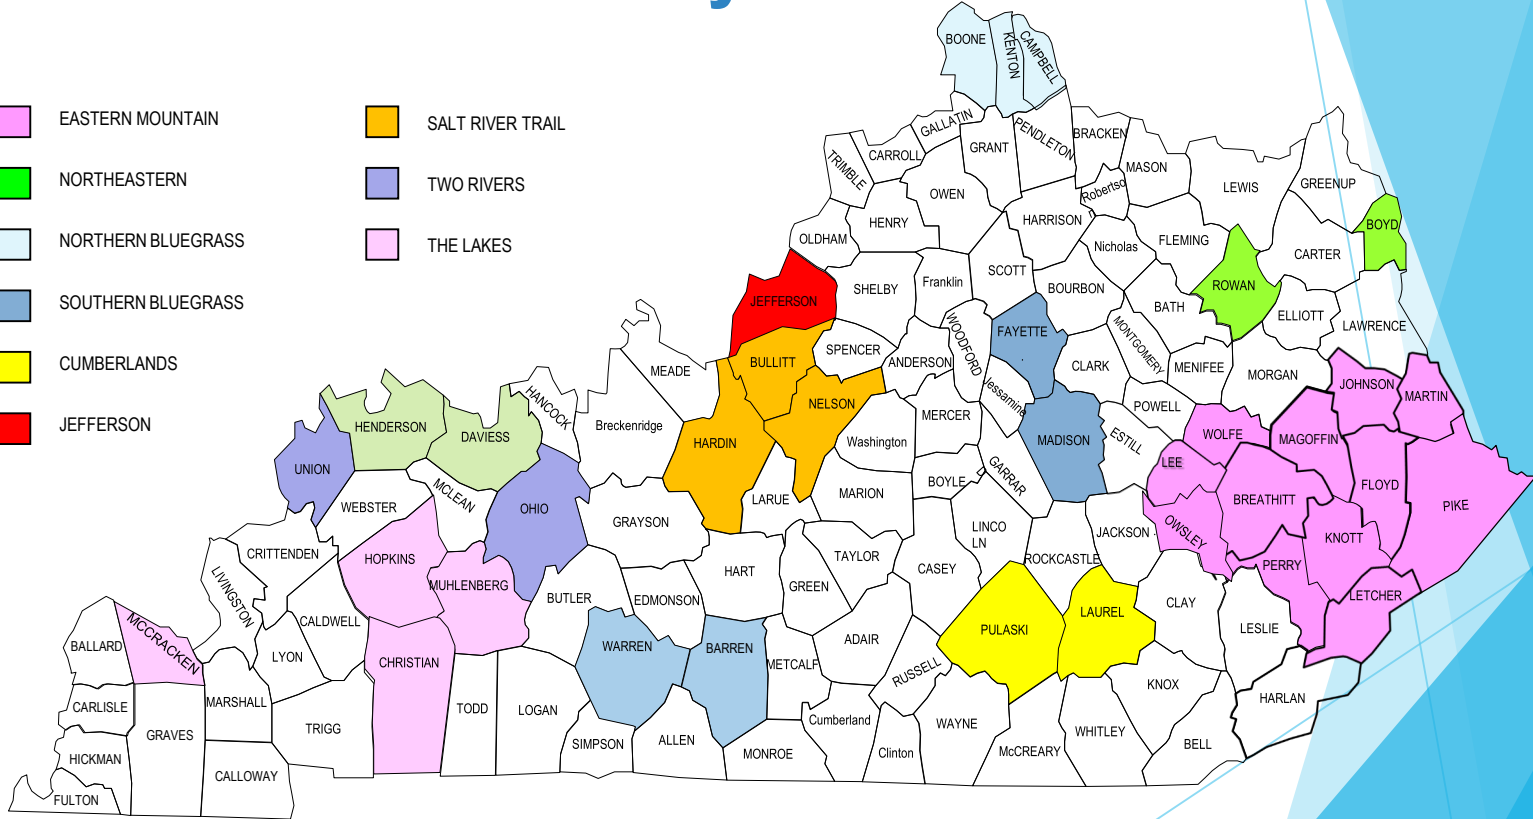 EASTERN MOUNTAIN
NORTHEASTERN
NORTHERN BLUEGRASS
SOUTHERN BLUEGRASS
CUMBERLANDS
JEFFERSON
SALT RIVER TRAIL
TWO RIVERS
THE LAKES
BOONE
KENTON
CAMPBELL
GALLATIN
CARROLL
TRIMBLE
GRANT
PENDLETON
BRACKEN
MASON
Robertso
LEWIS
GREENUP
BOYD
OWEN
HENRY
OLDHAM
HARRISON
Nicholas
FLEMING
CARTER
ROWAN
JEFFERSON
SHELBY
Franklin
SCOTT
BOURBON
BATH
ELLIOTT
LAWRENCE
FAYETTE
WOODFORD
MONTGOMERY
MENIFEE
MORGAN
BULLITT
SPENCER
ANDERSON
CLARK
MEADE
NELSON
Jessamine
POWELL
JOHNSON
MARTIN
HANCOCK
Breckenridge
HENDERSON
DAVIESS
HARDIN
Washington
MERCER
MADISON
ESTILL
WOLFE
MAGOFFIN
UNION
LEE
WEBSTER
MCLEAN
OHIO
GRAYSON
LARUE
MARION
BOYLE
GARRAR
BREATHITT
FLOYD
PIKE
CRITTENDEN
HOPKINS
LINCO
LN
JACKSON
OWSLEY
KNOTT
LIVINGSTON
MUHLENBERG
BUTLER
EDMONSON
HART
GREEN
TAYLOR
CASEY
ROCKCASTLE
PERRY
LETCHER
CALDWELL
LYON
CHRISTIAN
WARREN
BARREN
METCALF
ADAIR
RUSSELL
PULASKI
LAUREL
CLAY
LESLIE
BALLARD
MCCRACKEN
CARLISLE
MARSHALL
TODD
LOGAN
KNOX
HARLAN
HICKMAN
GRAVES
TRIGG
SIMPSON
ALLEN
MONROE
Cumberland
Clinton
WAYNE
McCREARY
WHITLEY
BELL
FULTON
CALLOWAY